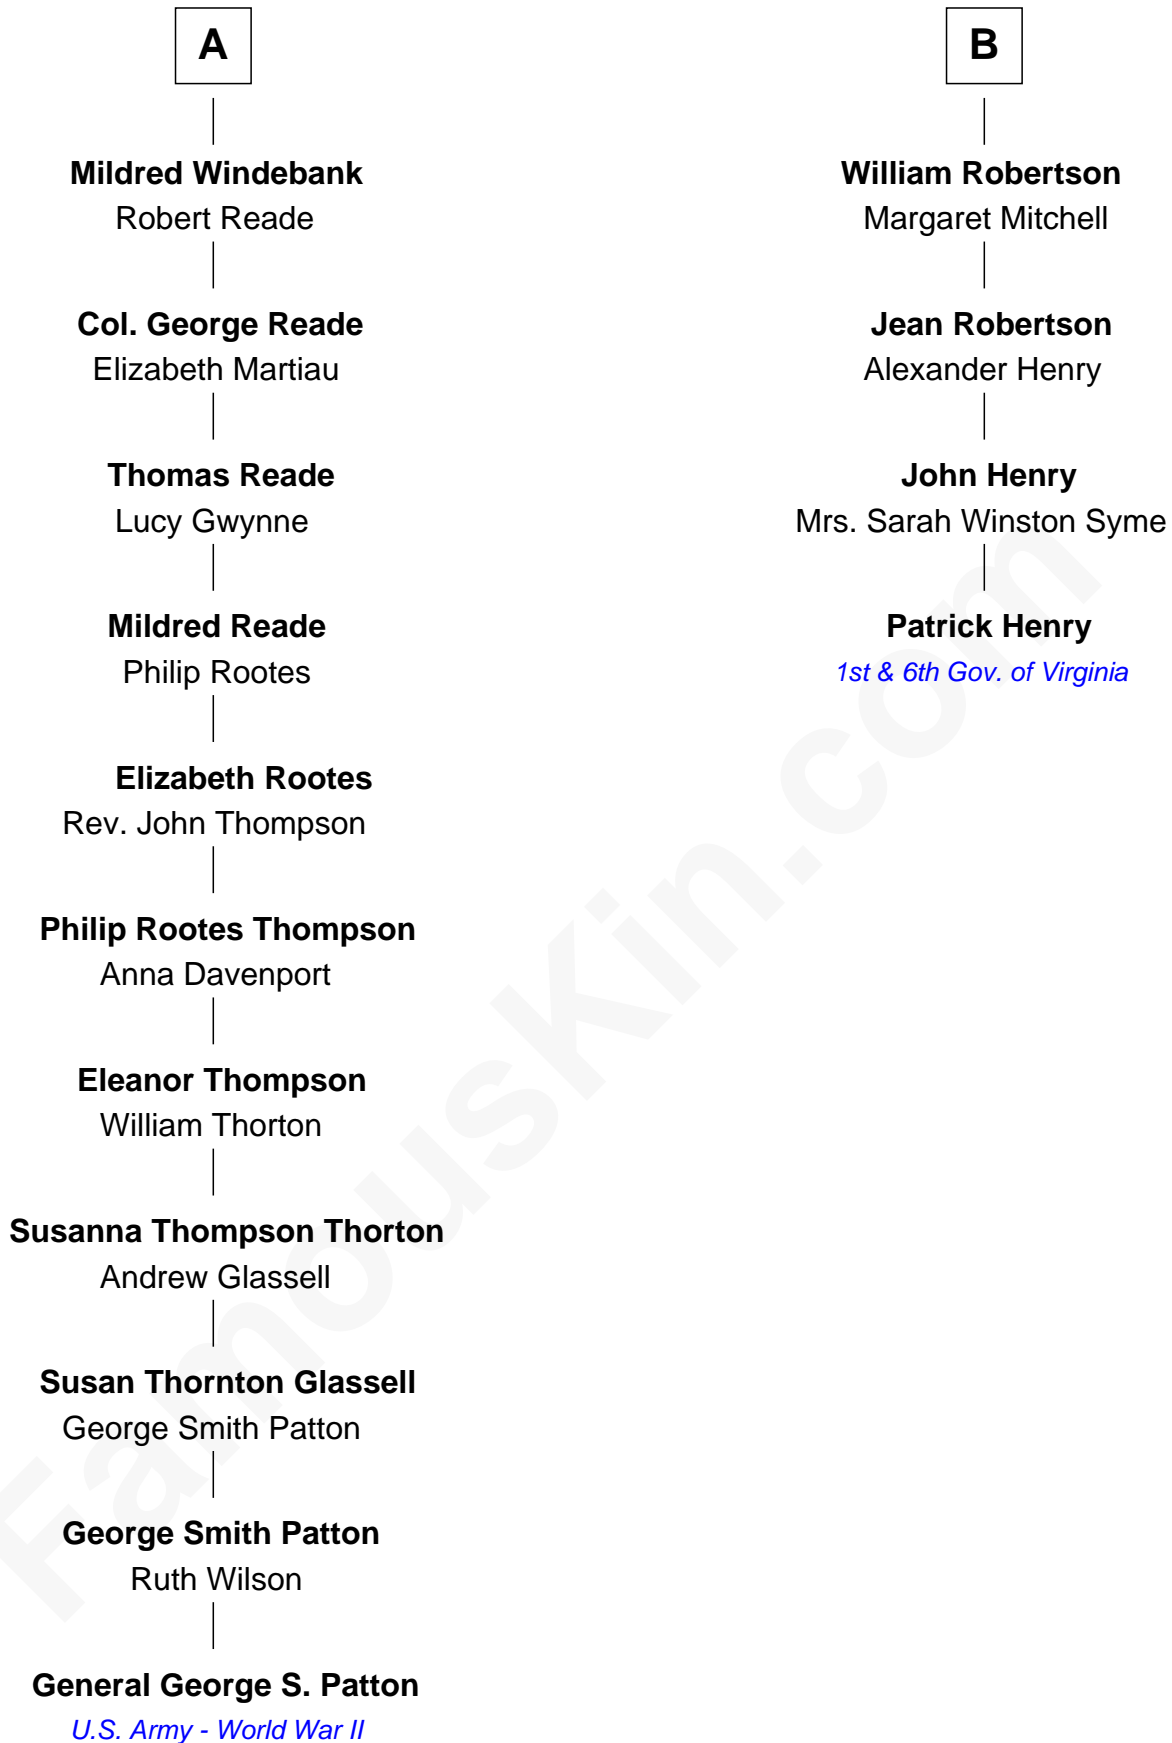 A
Mildred Windebank
Robert Reade
Col. George Reade
Elizabeth Martiau
Thomas Reade
Lucy Gwynne
Mildred Reade
Philip Rootes
Elizabeth Rootes
Rev. John Thompson
Philip Rootes Thompson
Anna Davenport
Eleanor Thompson
William Thorton
Susanna Thompson Thorton
Andrew Glassell
Susan Thornton Glassell
George Smith Patton
George Smith Patton
Ruth Wilson
General George S. Patton
U.S. Army - World War II
B
William Robertson
Margaret Mitchell
Jean Robertson
Alexander Henry
John Henry
Mrs. Sarah Winston Syme
Patrick Henry
1st & 6th Gov. of Virginia
FamousKin.com